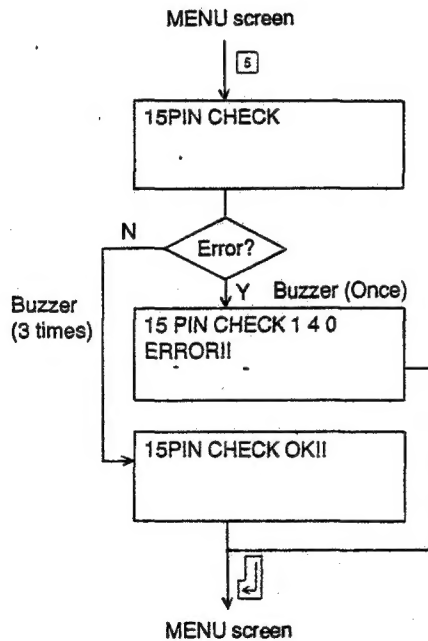 MENU screen
5
15PIN CHECK
N
Error?
Y
Buzzer (Once)
Buzzer
(3 times)
15 PIN CHECK 1 4 0
ERROR!!
15PIN CHECK OK!!
MENU screen